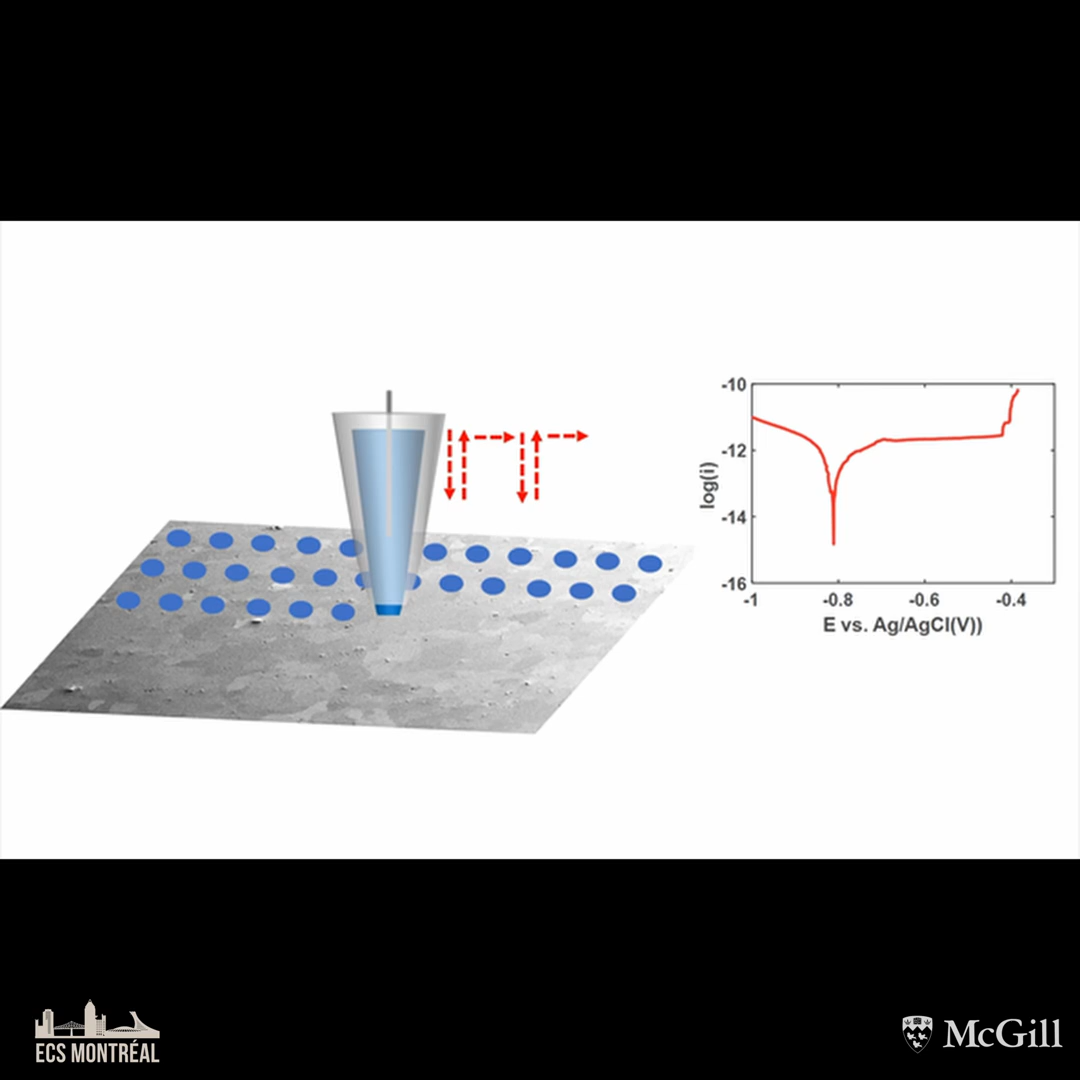 -10
-12
-14
-16
log(i)
-1 -0.8 -0.6 -0.4
E vs. Ag/AgCl(V))
ECS MONTRÉAL
McGill